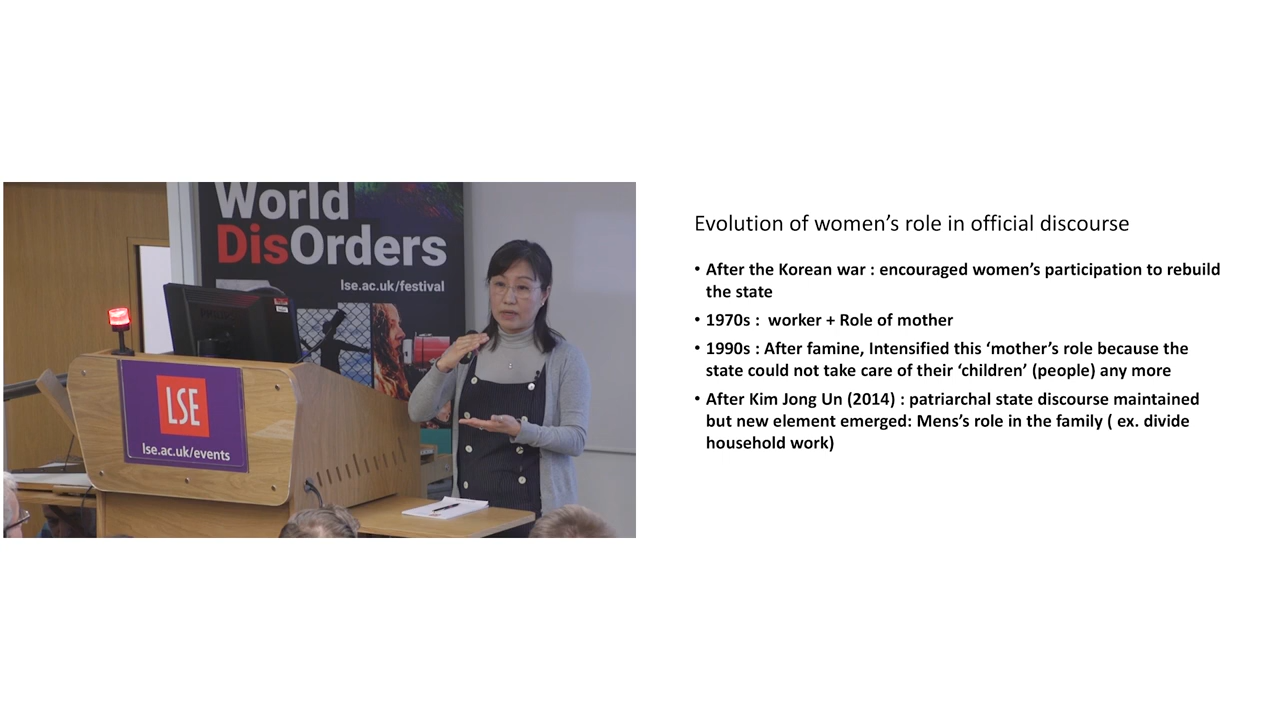 World
DisOrders
lse.ac.uk/festival
LSE
lse.ac.uk/events
Evolution of women’s role in official discourse
• After the Korean war : encouraged women’s participation to rebuild
the state
• 1970s :  worker + Role of mother
• 1990s : After famine, Intensified this ‘mother’s role because the
state could not take care of their ‘children’ (people) any more
• After Kim Jong Un (2014) : patriarchal state discourse maintained
but new element emerged: Mens’s role in the family ( ex. divide
household work)